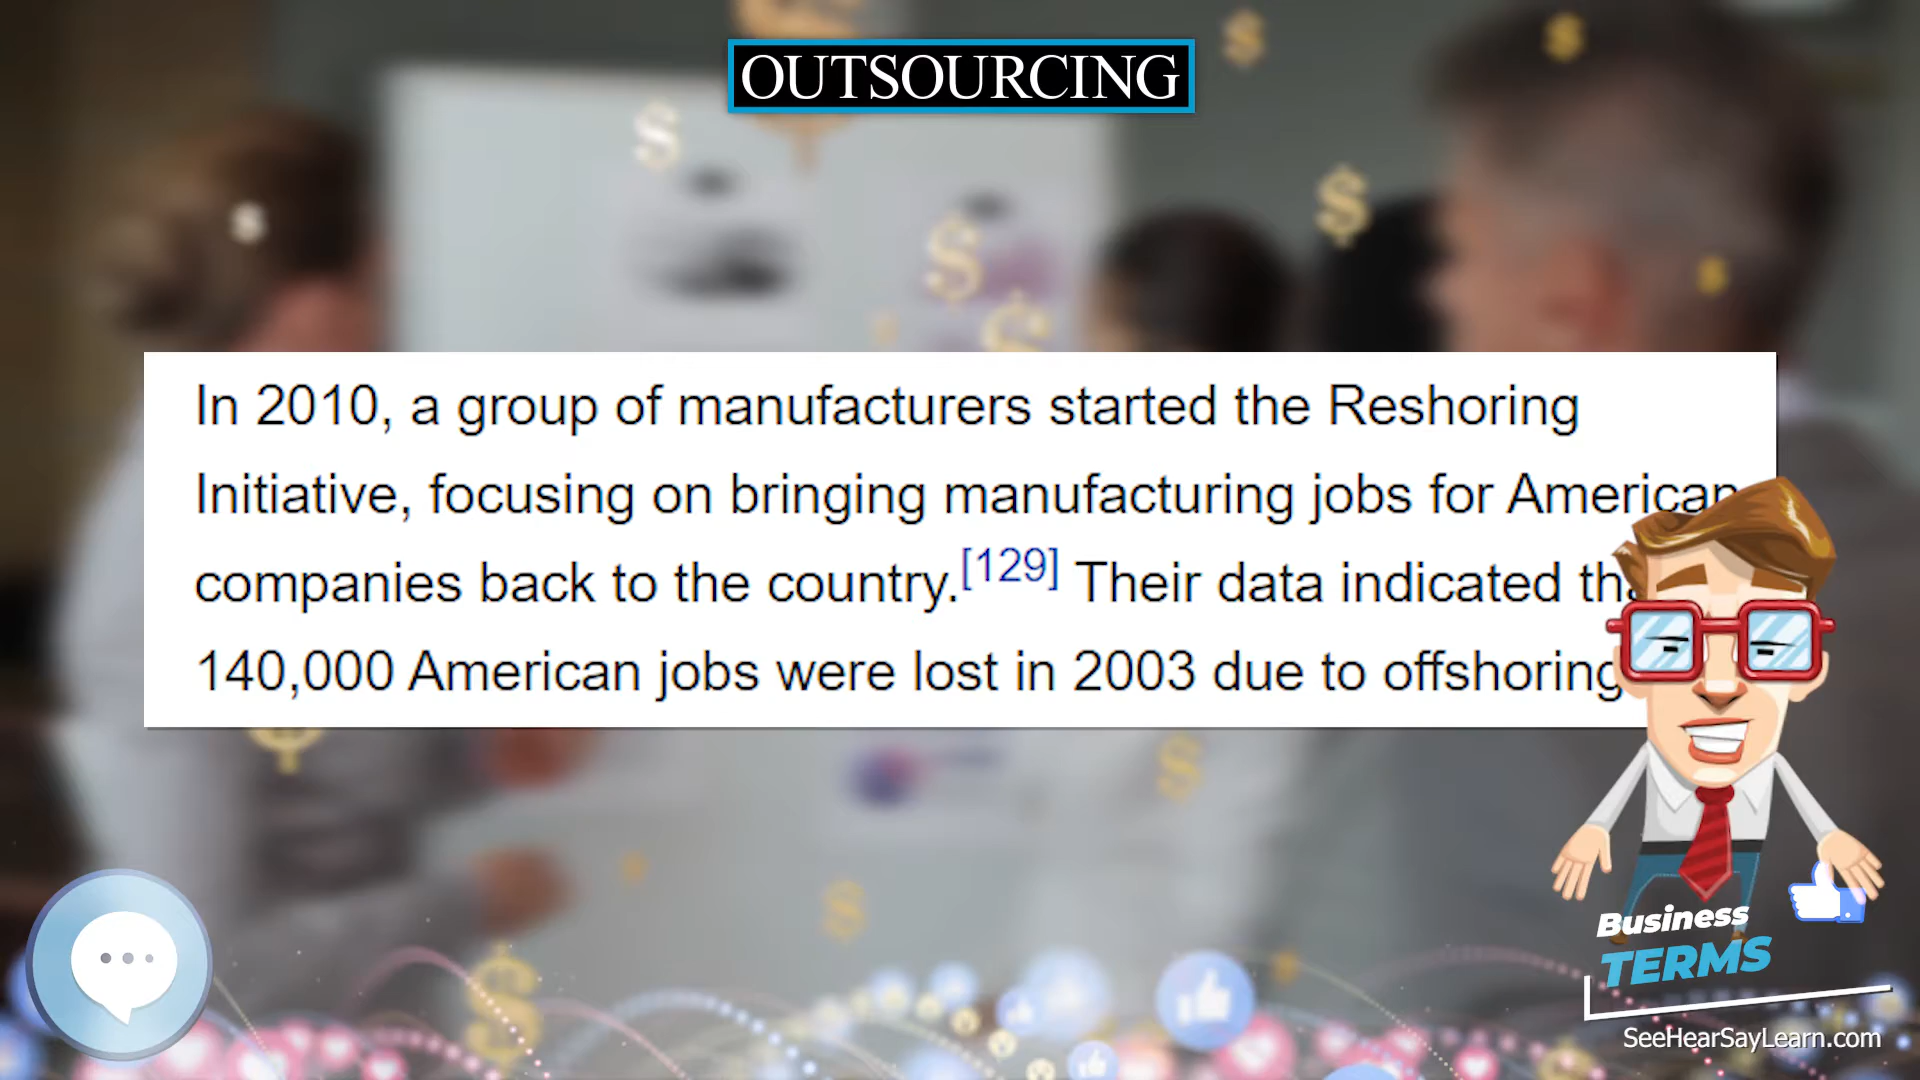 OUTSOURCING
In 2010, a group of manufacturers started the Reshoring
Initiative, focusing on bringing manufacturing jobs for American
companies back to the country.[129] Their data indicated
140,000 American jobs were lost in 2003 due to offshoring
Business
TERMS
SeeHearSayLearn.com